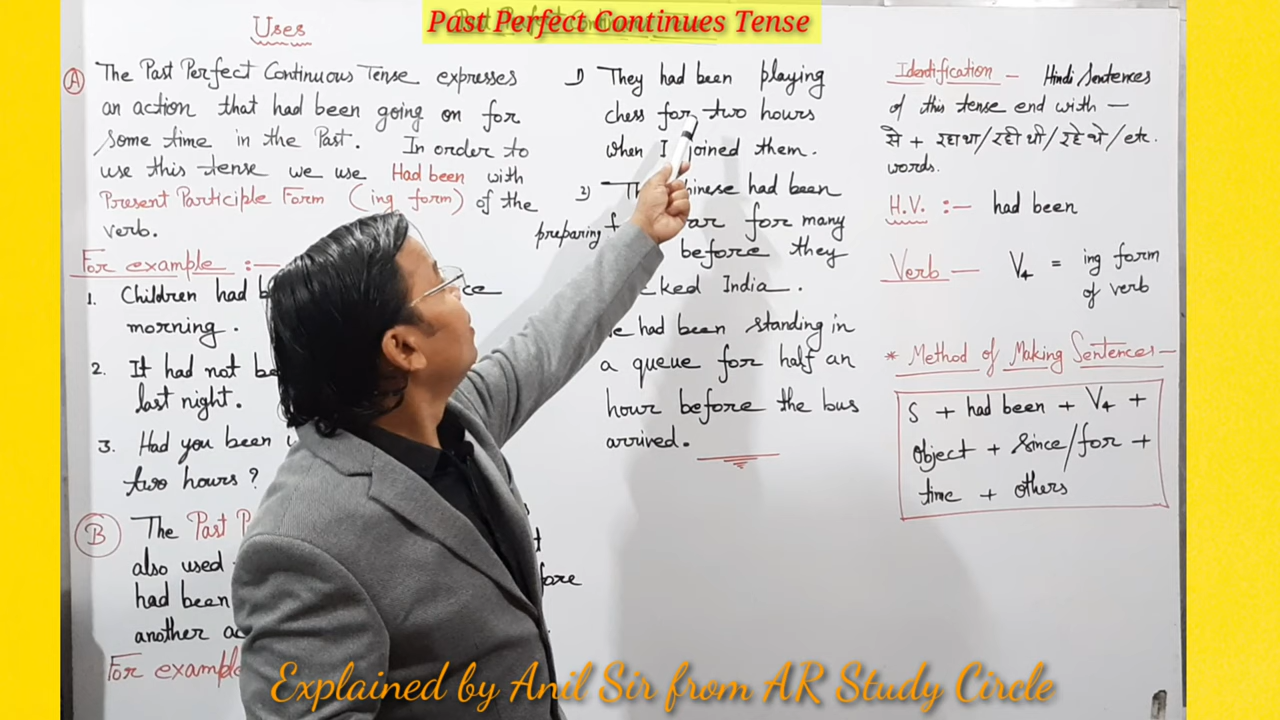 Past Perfect Continues Tense
Uses
A The Past Perfect Continuous Tense expresses
an action that had been going on for
some time in the Past. In order to
use this tense we use Had been with
Present Participle Form (ing form) of the
verb.
For example :-
1. Children had
morning.
2. It had not
last night.
3. Had you been
two hours ?
B The Past
also used
had been
another
For example
1) They had been playing
chess for two hours
when I joined them.
had been
preparing for many
before they
India.
had been standing in
a queue for half an
hour before the bus
arrived.
Identification - Hindi Sentences
of this tense end with -
से + रहा था/रही थी/रहे थे/etc.
words.
H.V. :- had been
Verb - V4 = ing form
of verb
* Method of Making Sentences -
S + had been + V4 +
object + since/for +
time + others
Explained by Anil Sir from AR Study Circle